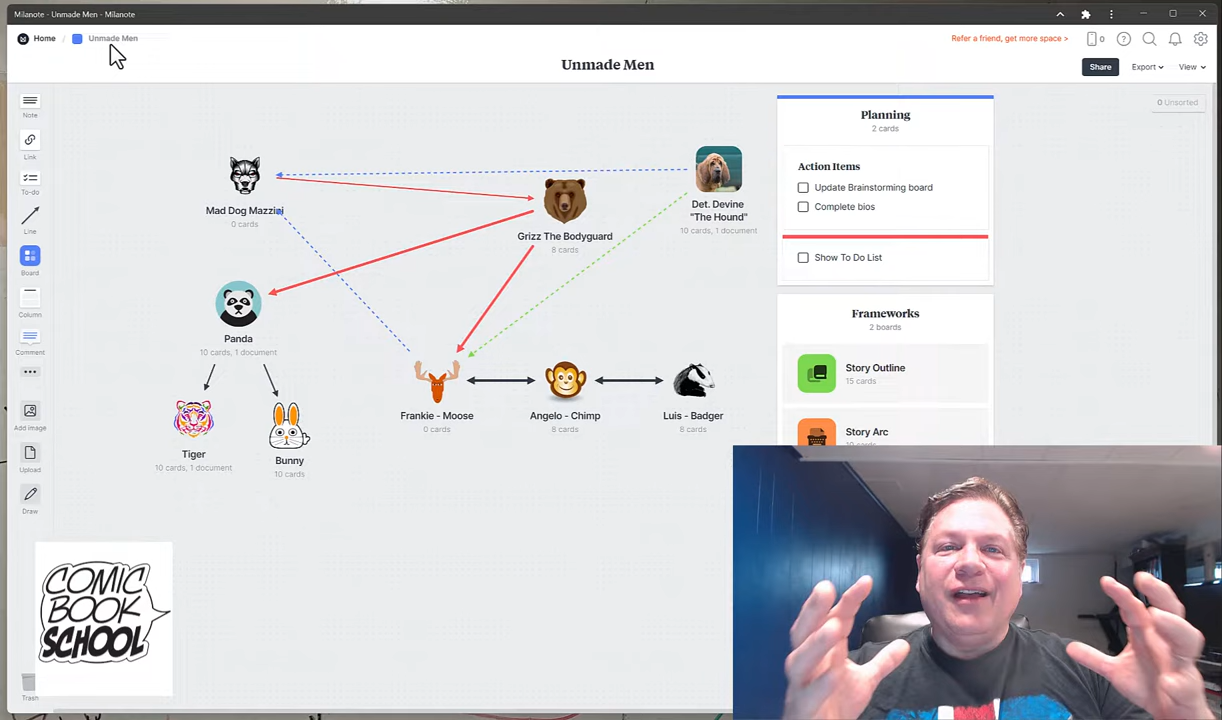 Milanote - Unmade Men - Milanote
Home / Unmade Men
Refer a friend, get more space >
0
?
Unmade Men
Share
Export
View
0 Unsorted
Note
Link
To-do
Line
Board
Column
Comment
Add image
Upload
Draw
Trash
Mad Dog Mazzini
0 cards
Grizz The Bodyguard
8 cards
Det. Devine
"The Hound"
10 cards, 1 document
Panda
10 cards, 1 document
Tiger
10 cards, 1 document
Bunny
10 cards
Frankie - Moose
0 cards
Angelo - Chimp
8 cards
Luis - Badger
8 cards
Planning
2 cards
Action Items
Update Brainstorming board
Complete bios
Show To Do List
Frameworks
2 boards
Story Outline
15 cards
Story Arc
COMIC
BOOK
SCHOOL